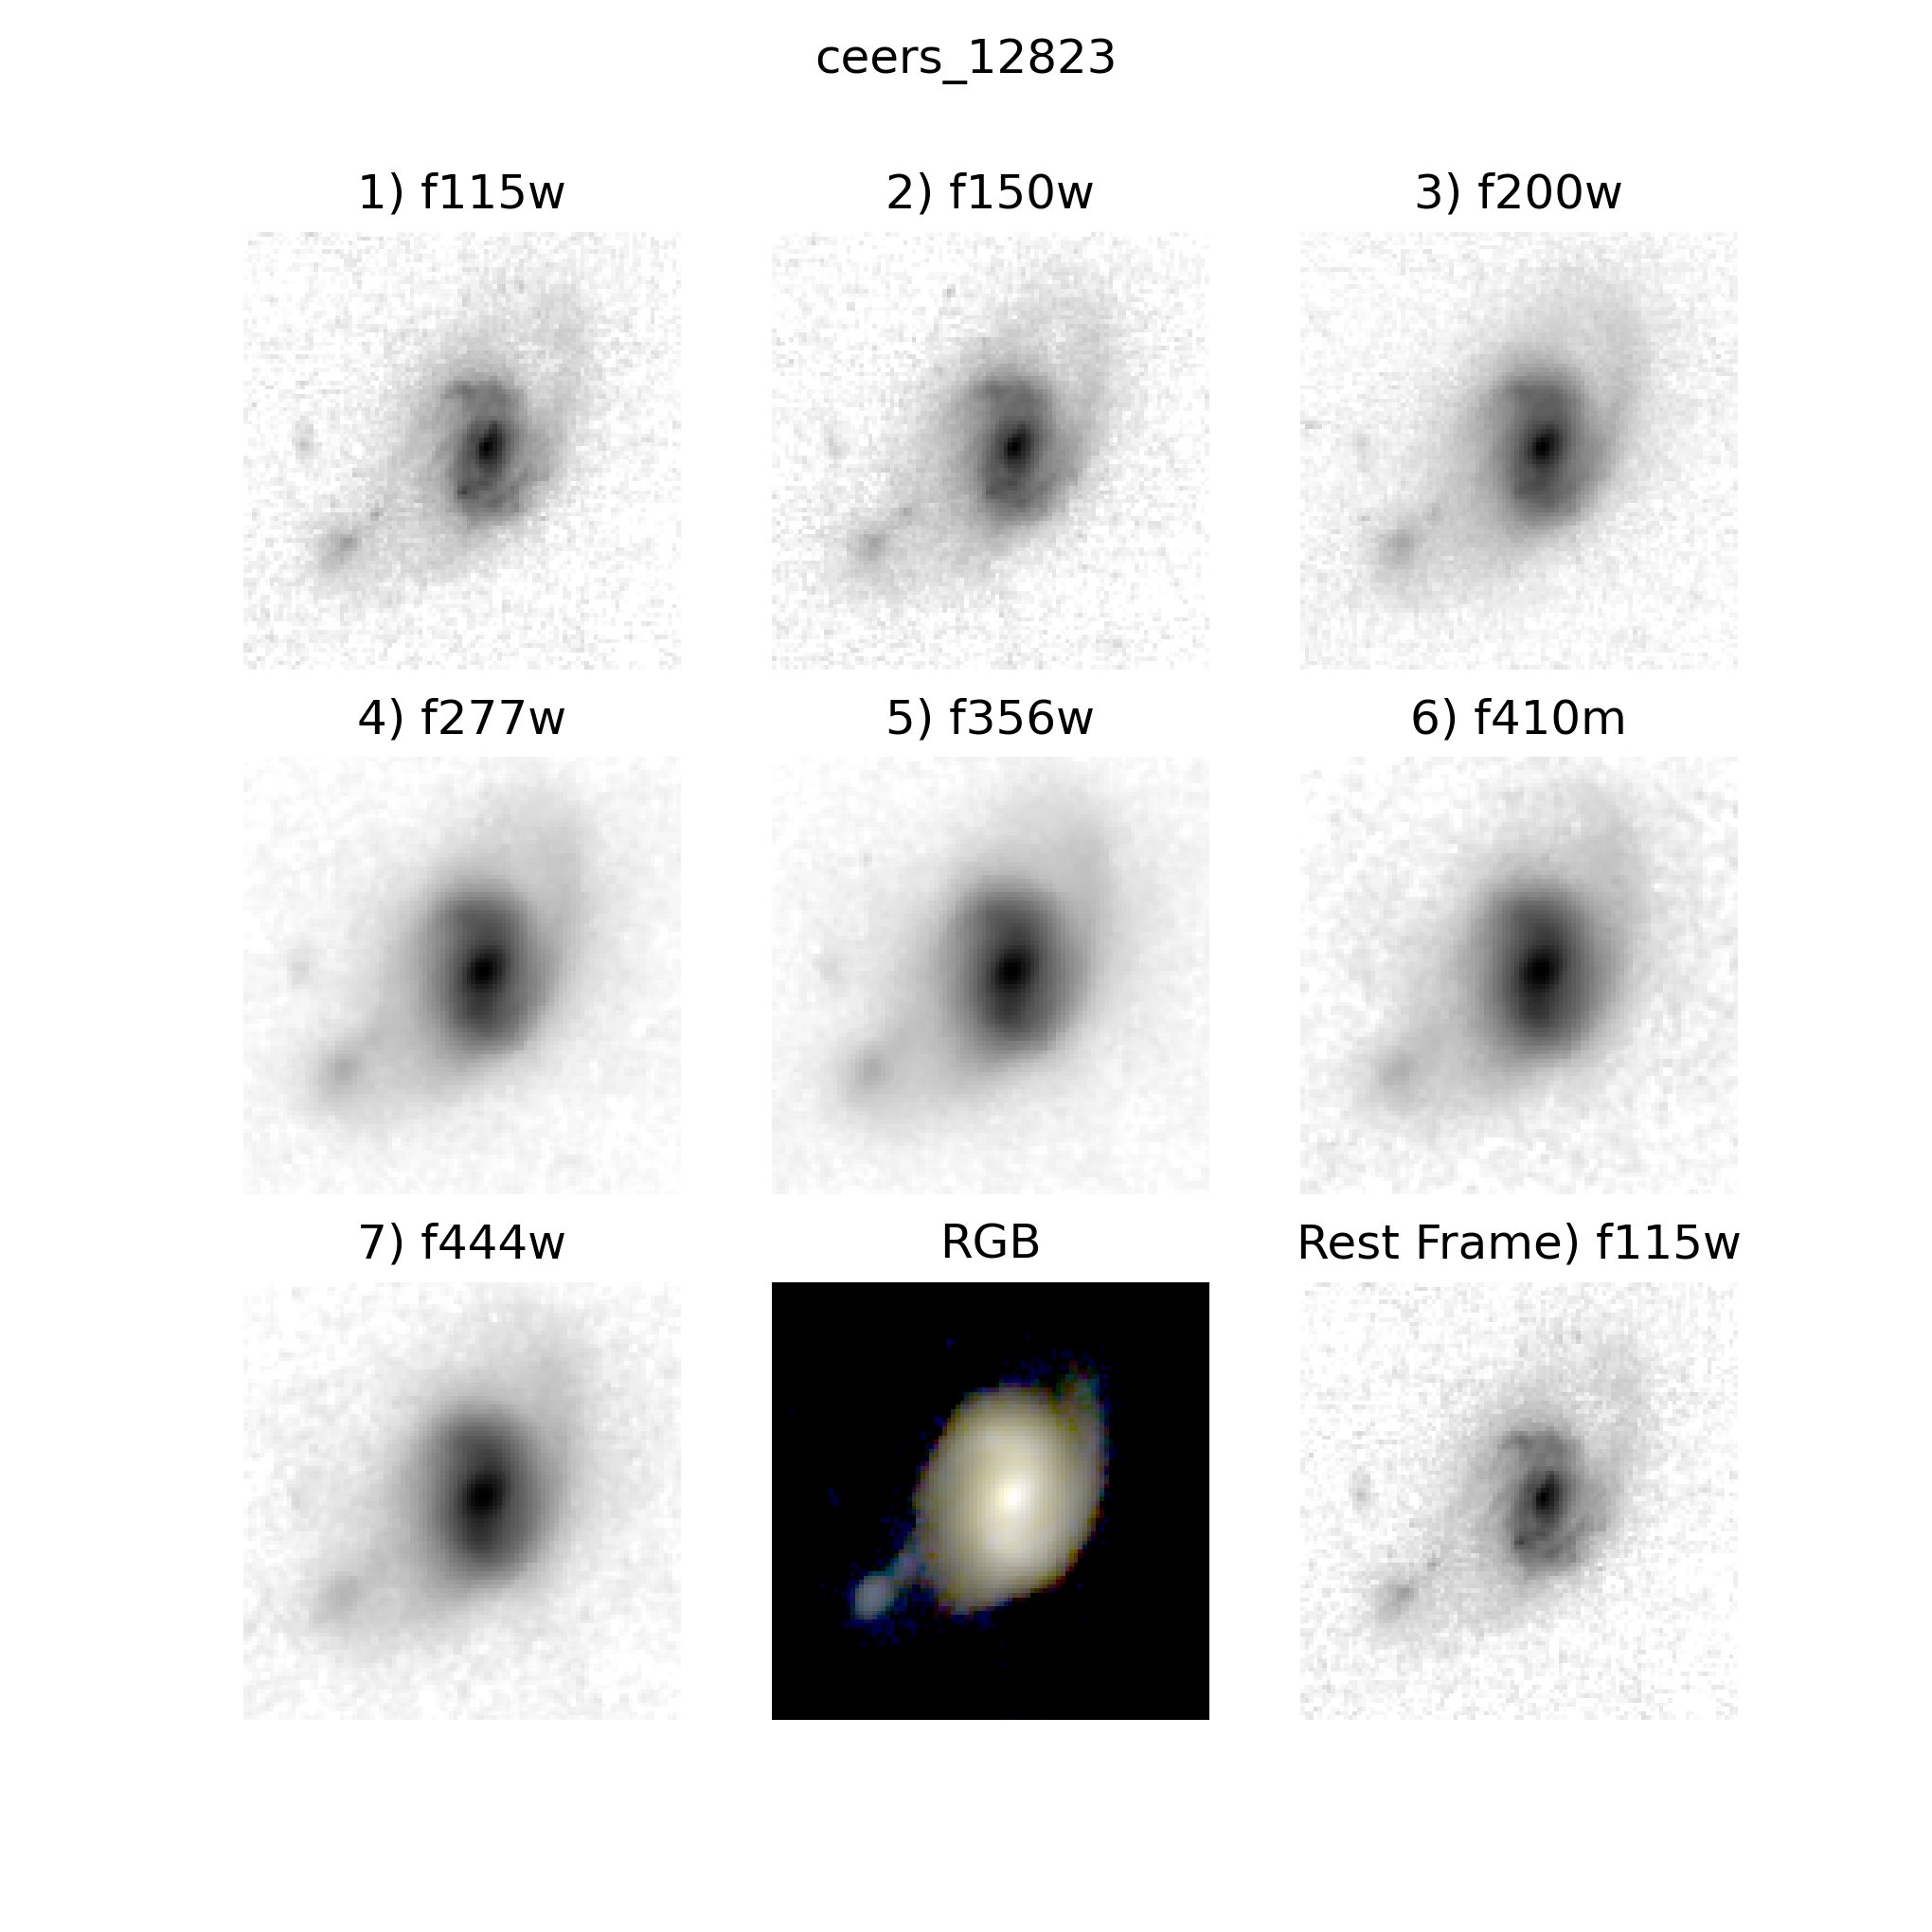 ceers_12823
1) f115w
2) f150w
3) f200w
4) f277w
5) f356w
6) f410m
7) f444w
RGB
Rest Frame) f115w